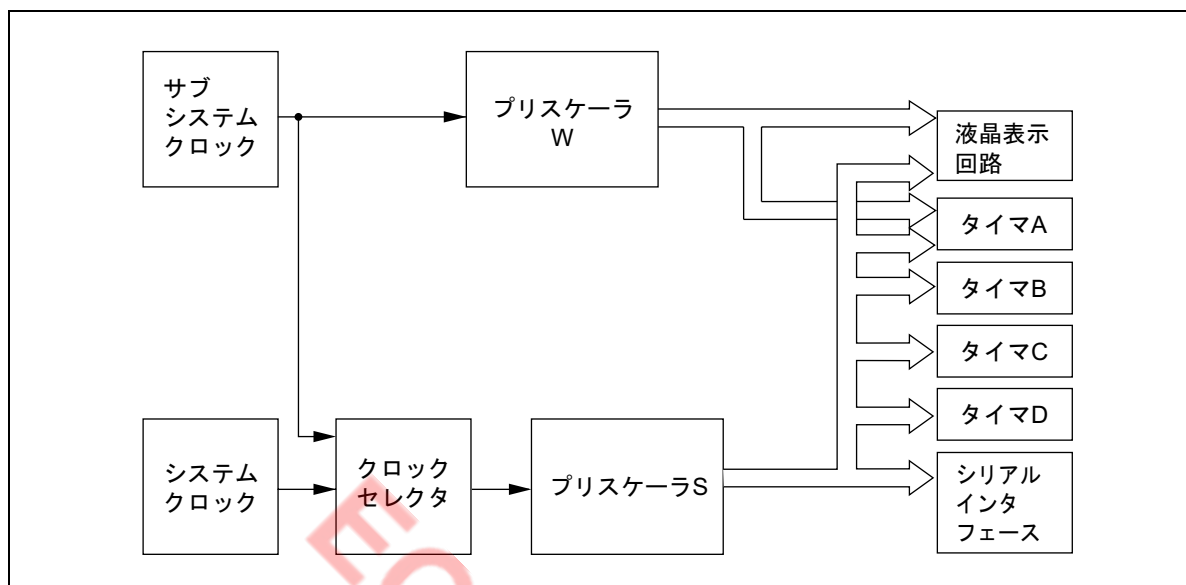 サブ
システム
クロック
プリスケーラ
W
液晶表示
回路
タイマA
タイマB
タイマC
タイマD
システム
クロック
クロック
セレクタ
プリスケーラS
シリアル
インタ
フェース